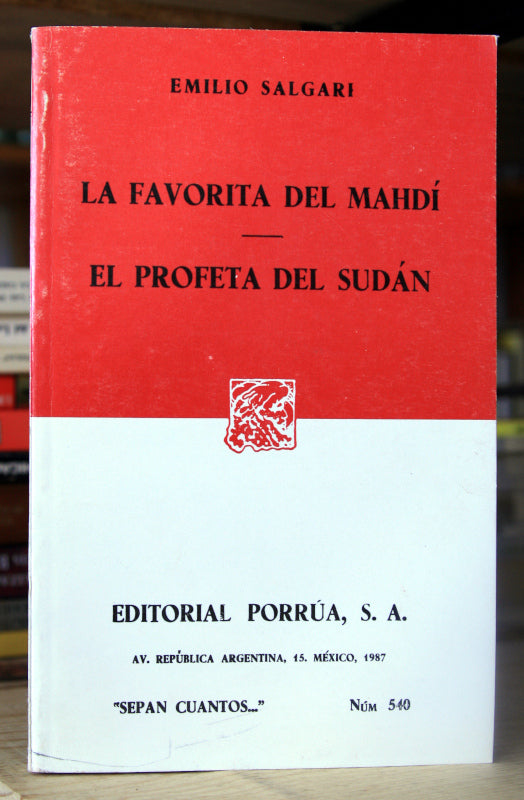 EMILIO SALGARI
LA FAVORITA DEL MAHDÍ
EL PROFETA DEL SUDÁN
EDITORIAL PORRÚA, S. A.
AV. REPÚBLICA ARGENTINA, 15. MÉXICO, 1987
"SEPAN CUANTOS..." NÚM 540